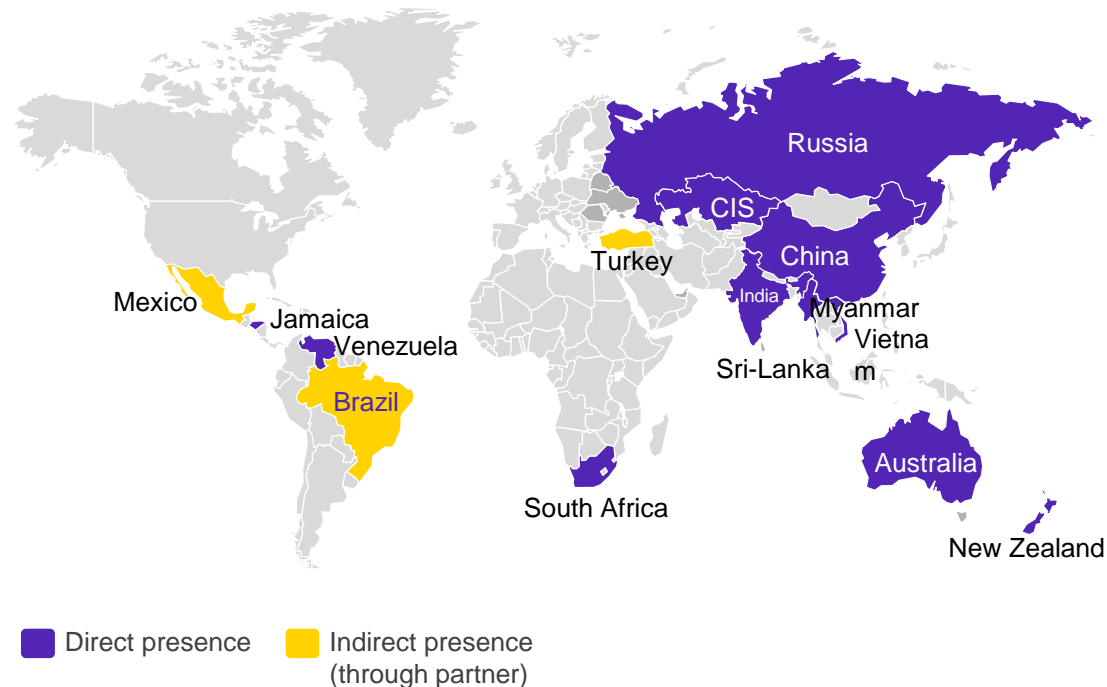 Russia
CIS
China
Turkey
India
Mexico
Myanmar
Jamaica
Vietna
m
Venezuela
Sri-Lanka
Brazil
Australia
South Africa
New Zealand
Direct presence
Indirect presence
(through partner)